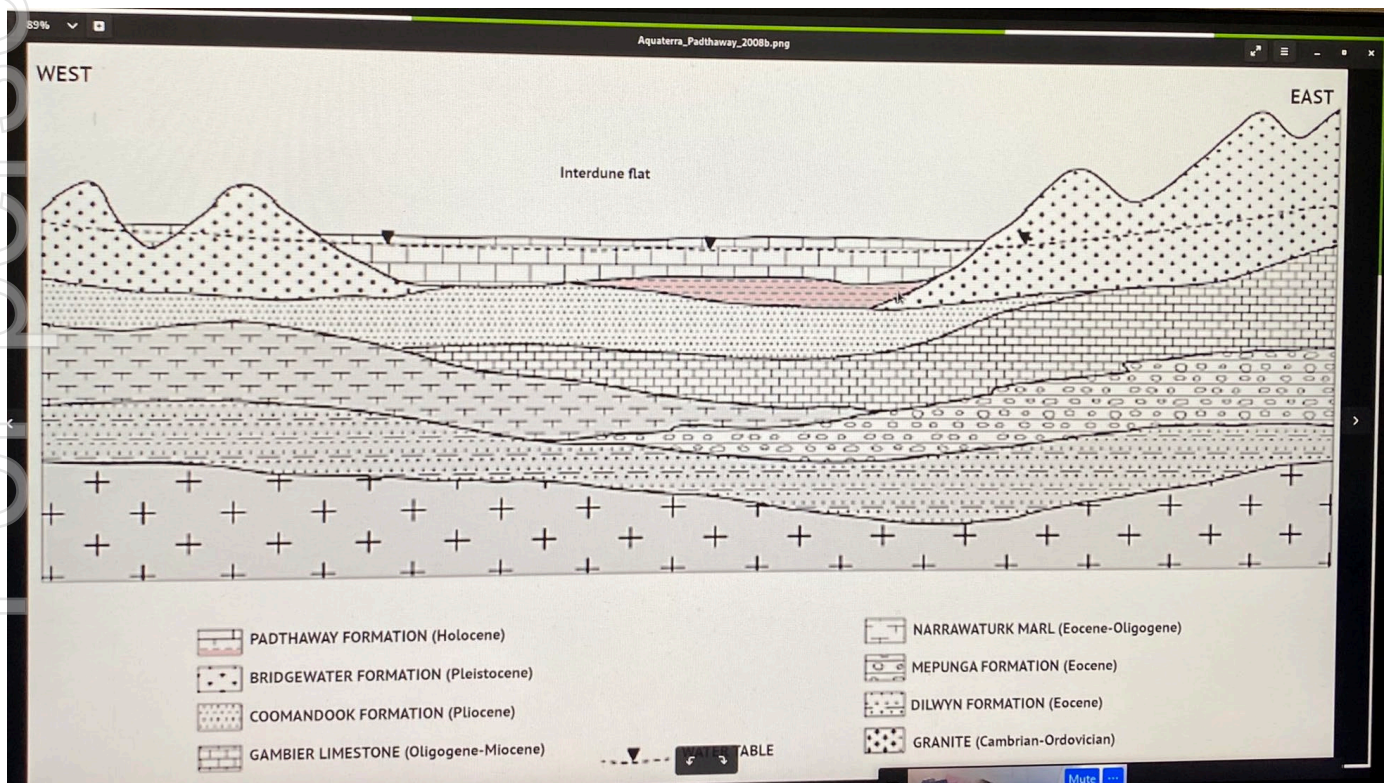 89%
Aquaterra_Padthaway_2008b.png
WEST
EAST
Interdune flat
PADTHAWAY FORMATION (Holocene)
BRIDGEWATER FORMATION (Pleistocene)
COOMANDOOK FORMATION (Pliocene)
GAMBIER LIMESTONE (Oligogene-Miocene)
WATER TABLE
NARRAWATURK MARL (Eocene-Oligogene)
MEPUNGA FORMATION (Eocene)
DILWYN FORMATION (Eocene)
GRANITE (Cambrian-Ordovician)
Mute